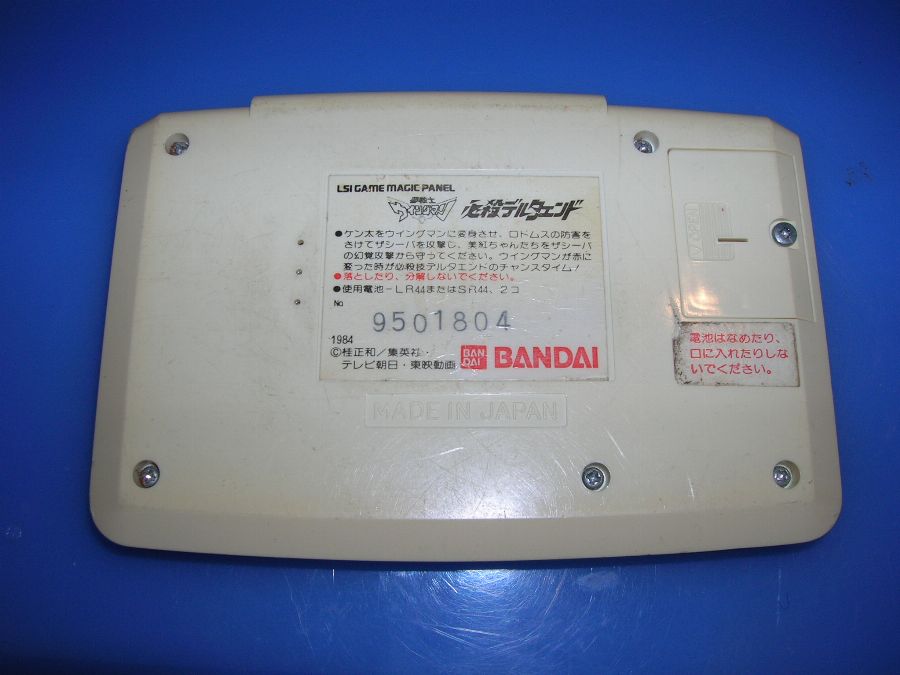 LSI GAME MAGIC PANEL
夢戦士
ウイングマン 必殺デルタエンド
●ケン太をウイングマンに変身させ、ロドムスの防害を
さけてザシーバを攻撃し、美紅ちゃんたちをザシーバ
の幻覚攻撃から守ってください。ウイングマンが赤に
変った時が必殺技デルタエンドのチャンスタイム!
●落としたり、分解しないでください。
●使用電池-LR44またはSR44、2コ
No
9501804
1984
©桂正和/集英社・
テレビ朝日・東映動画
BAN
DAI
BANDAI
MADE IN JAPAN
OPEN
電池はなめたり、
口に入れたりしな
いでください。